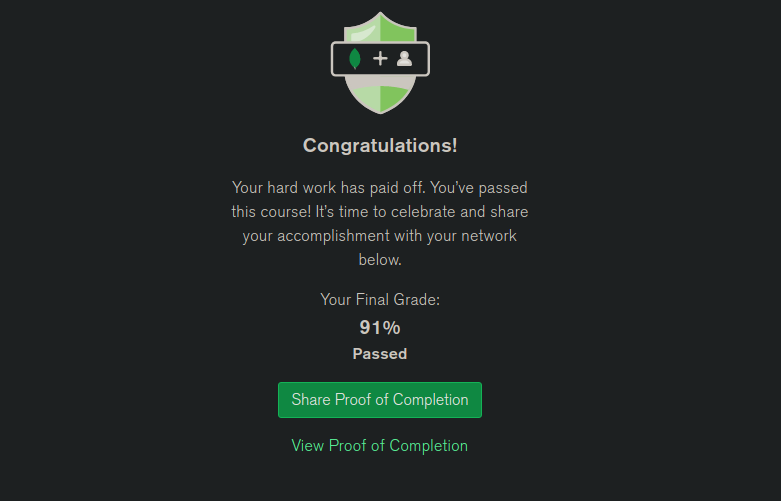 Congratulations!
Your hard work has paid off. You've passed
this course! It's time to celebrate and share
your accomplishment with your network
below.
Your Final Grade:
91%
Passed
Share Proof of Completion
View Proof of Completion